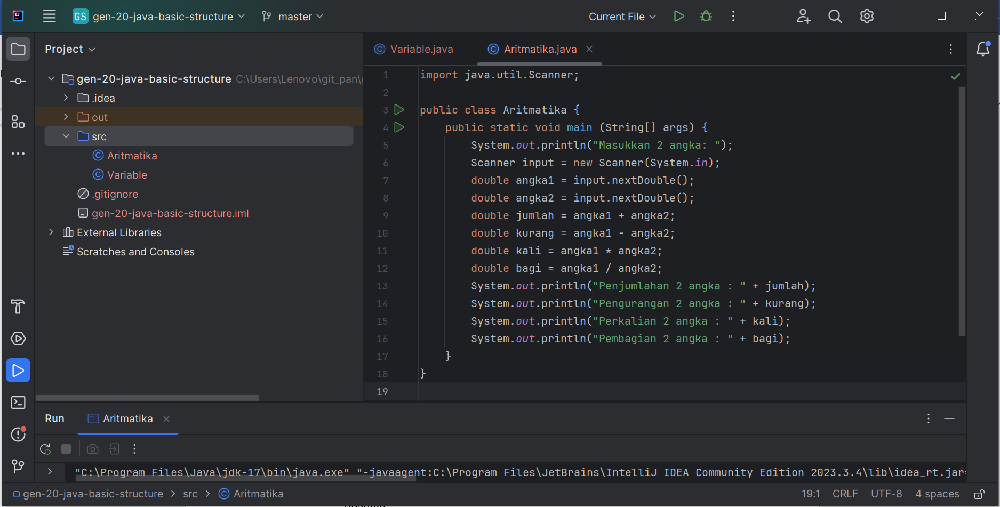 GS gen-20-java-basic-structure master Current File
Project
gen-20-java-basic-structure C:\Users\Lenovo\git_pan\
.idea
out
src
Aritmatika
Variable
.gitignore
gen-20-java-basic-structure.iml
External Libraries
Scratches and Consoles
Variable.java Aritmatika.java
1 import java.util.Scanner;
2
3 public class Aritmatika {
4 public static void main (String[] args) {
5 System.out.println("Masukkan 2 angka: ");
6 Scanner input = new Scanner(System.in);
7 double angka1 = input.nextDouble();
8 double angka2 = input.nextDouble();
9 double jumlah = angka1 + angka2;
10 double kurang = angka1 - angka2;
11 double kali = angka1 * angka2;
12 double bagi = angka1 / angka2;
13 System.out.println("Penjumlahan 2 angka : " + jumlah);
14 System.out.println("Pengurangan 2 angka : " + kurang);
15 System.out.println("Perkalian 2 angka : " + kali);
16 System.out.println("Pembagian 2 angka : " + bagi);
17 }
18 }
19
Run Aritmatika
"C:\Program Files\Java\jdk-17\bin\java.exe" "-javaagent:C:\Program Files\JetBrains\IntelliJ IDEA Community Edition 2023.3.4\lib\idea_rt.jar=
gen-20-java-basic-structure > src > Aritmatika 19:1 CRLF UTF-8 4 spaces